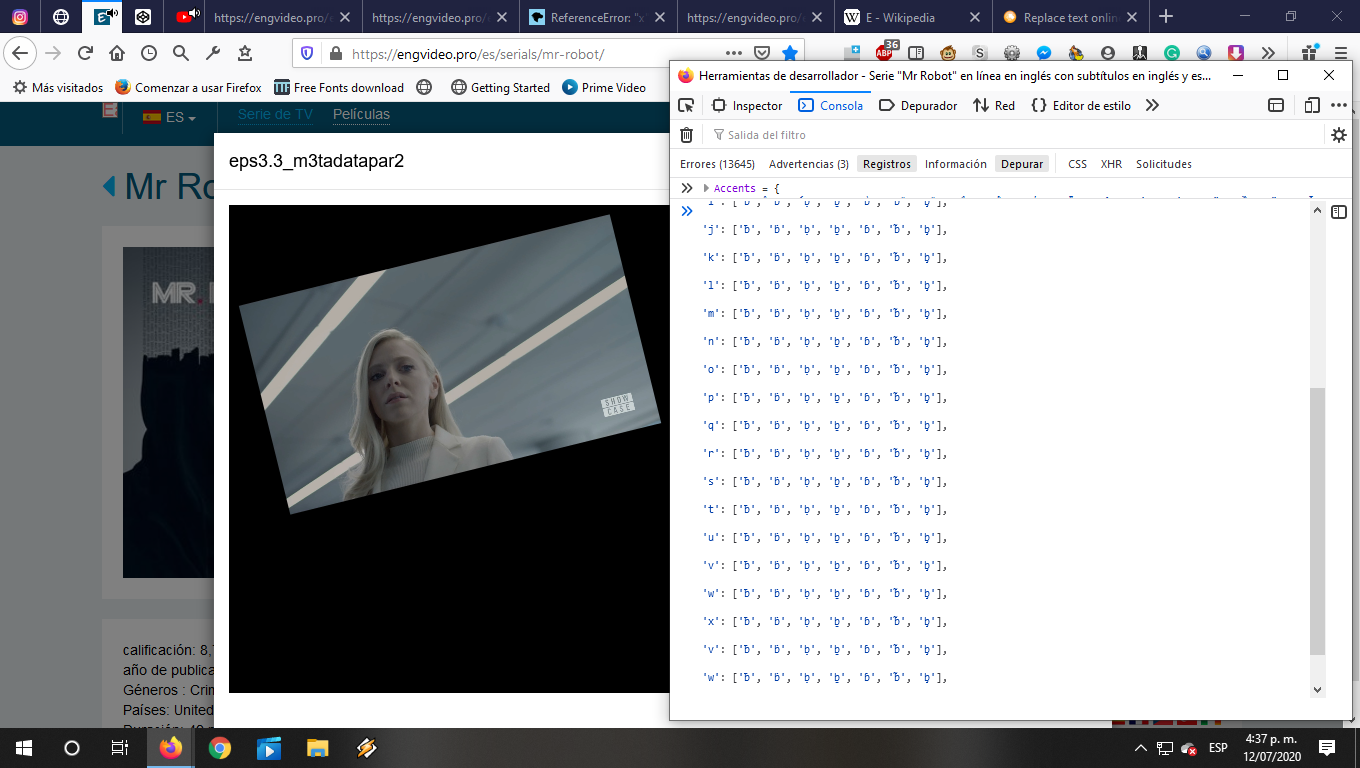 https://engvideo.pro/e
https://engvideo.pro/e
ReferenceError: "x
https://engvideo.pro/e
E - Wikipedia
Replace text onlin
https://engvideo.pro/es/serials/mr-robot/
36
Más visitados
Comenzar a usar Firefox
Free Fonts download
Getting Started
Prime Video
ES
Serie de TV
Películas
Mr Ro
MR.
eps3.3_m3tadatapar2
SHOW
CASE
calificación: 8,
año de publica
Géneros : Crim
Países: United
Herramientas de desarrollador - Serie "Mr Robot" en línea en inglés con subtítulos en inglés y es...
Inspector
Consola
Depurador
Red
Editor de estilo
Salida del filtro
Errores (13645)
Advertencias (3)
Registros
Información
Depurar
CSS
XHR
Solicitudes
Accents = {
'j': ['ƀ', 'ɓ', 'ḅ', 'ḇ', 'ɓ', 'ƀ', 'ḅ'],
'k': ['ƀ', 'ɓ', 'ḅ', 'ḇ', 'ɓ', 'ƀ', 'ḅ'],
'l': ['ƀ', 'ɓ', 'ḅ', 'ḇ', 'ɓ', 'ƀ', 'ḅ'],
'm': ['ƀ', 'ɓ', 'ḅ', 'ḇ', 'ɓ', 'ƀ', 'ḅ'],
'n': ['ƀ', 'ɓ', 'ḅ', 'ḇ', 'ɓ', 'ƀ', 'ḅ'],
'o': ['ƀ', 'ɓ', 'ḅ', 'ḇ', 'ɓ', 'ƀ', 'ḅ'],
'p': ['ƀ', 'ɓ', 'ḅ', 'ḇ', 'ɓ', 'ƀ', 'ḅ'],
'q': ['ƀ', 'ɓ', 'ḅ', 'ḇ', 'ɓ', 'ƀ', 'ḅ'],
'r': ['ƀ', 'ɓ', 'ḅ', 'ḇ', 'ɓ', 'ƀ', 'ḅ'],
's': ['ƀ', 'ɓ', 'ḅ', 'ḇ', 'ɓ', 'ƀ', 'ḅ'],
't': ['ƀ', 'ɓ', 'ḅ', 'ḇ', 'ɓ', 'ƀ', 'ḅ'],
'u': ['ƀ', 'ɓ', 'ḅ', 'ḇ', 'ɓ', 'ƀ', 'ḅ'],
'v': ['ƀ', 'ɓ', 'ḅ', 'ḇ', 'ɓ', 'ƀ', 'ḅ'],
'w': ['ƀ', 'ɓ', 'ḅ', 'ḇ', 'ɓ', 'ƀ', 'ḅ'],
'x': ['ƀ', 'ɓ', 'ḅ', 'ḇ', 'ɓ', 'ƀ', 'ḅ'],
'v': ['ƀ', 'ɓ', 'ḅ', 'ḇ', 'ɓ', 'ƀ', 'ḅ'],
'w': ['ƀ', 'ɓ', 'ḅ', 'ḇ', 'ɓ', 'ƀ', 'ḅ'],
ESP
4:37 p. m.
12/07/2020